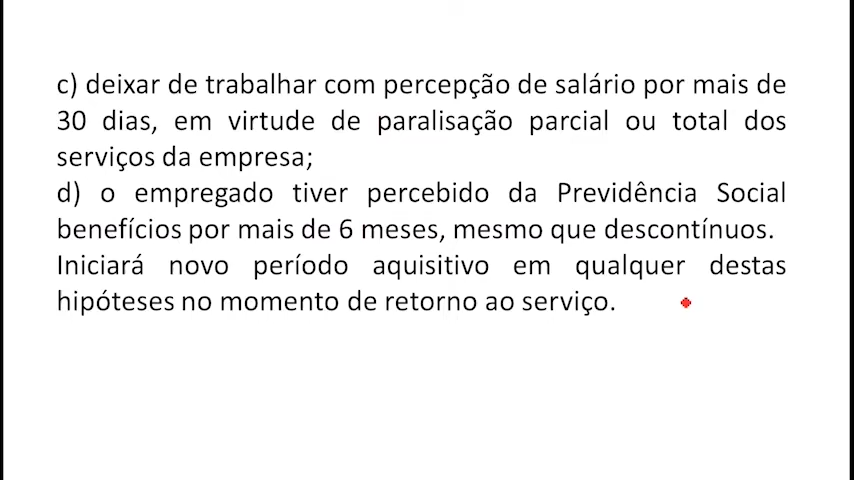 c) deixar de trabalhar com percepção de salário por mais de
30 dias, em virtude de paralisação parcial ou total dos
serviços da empresa;
d) o empregado tiver percebido da Previdência Social
benefícios por mais de 6 meses, mesmo que descontínuos.
Iniciará novo período aquisitivo em qualquer destas
hipóteses no momento de retorno ao serviço.